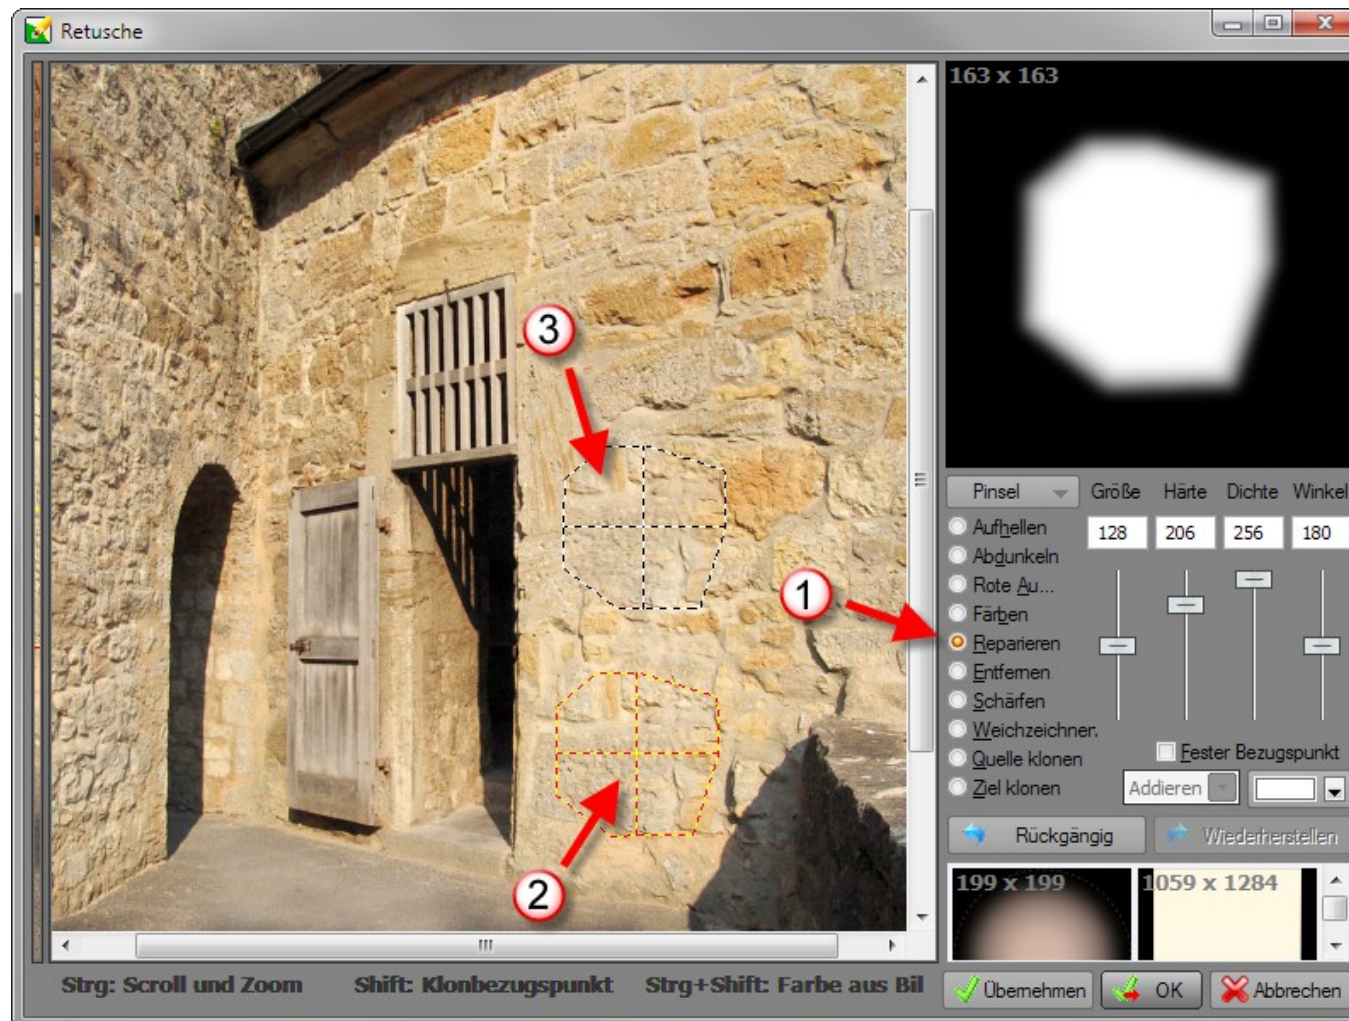 Retusche
163 x 163
3
1
2
Pinsel Größe Härte Dichte Winkel
128 206 256 180
Aufhellen
Abdunkeln
Rote Au...
Färben
Reparieren
Entfernen
Schärfen
Weichzeichner.
Quelle klonen
Ziel klonen
Fester Bezugspunkt
Addieren
Rückgängig Wiederherstellen
199 x 199 1059 x 1284
Strg: Scroll und Zoom Shift: Klonbezugspunkt Strg+Shift: Farbe aus Bil
Übernehmen OK Abbrechen